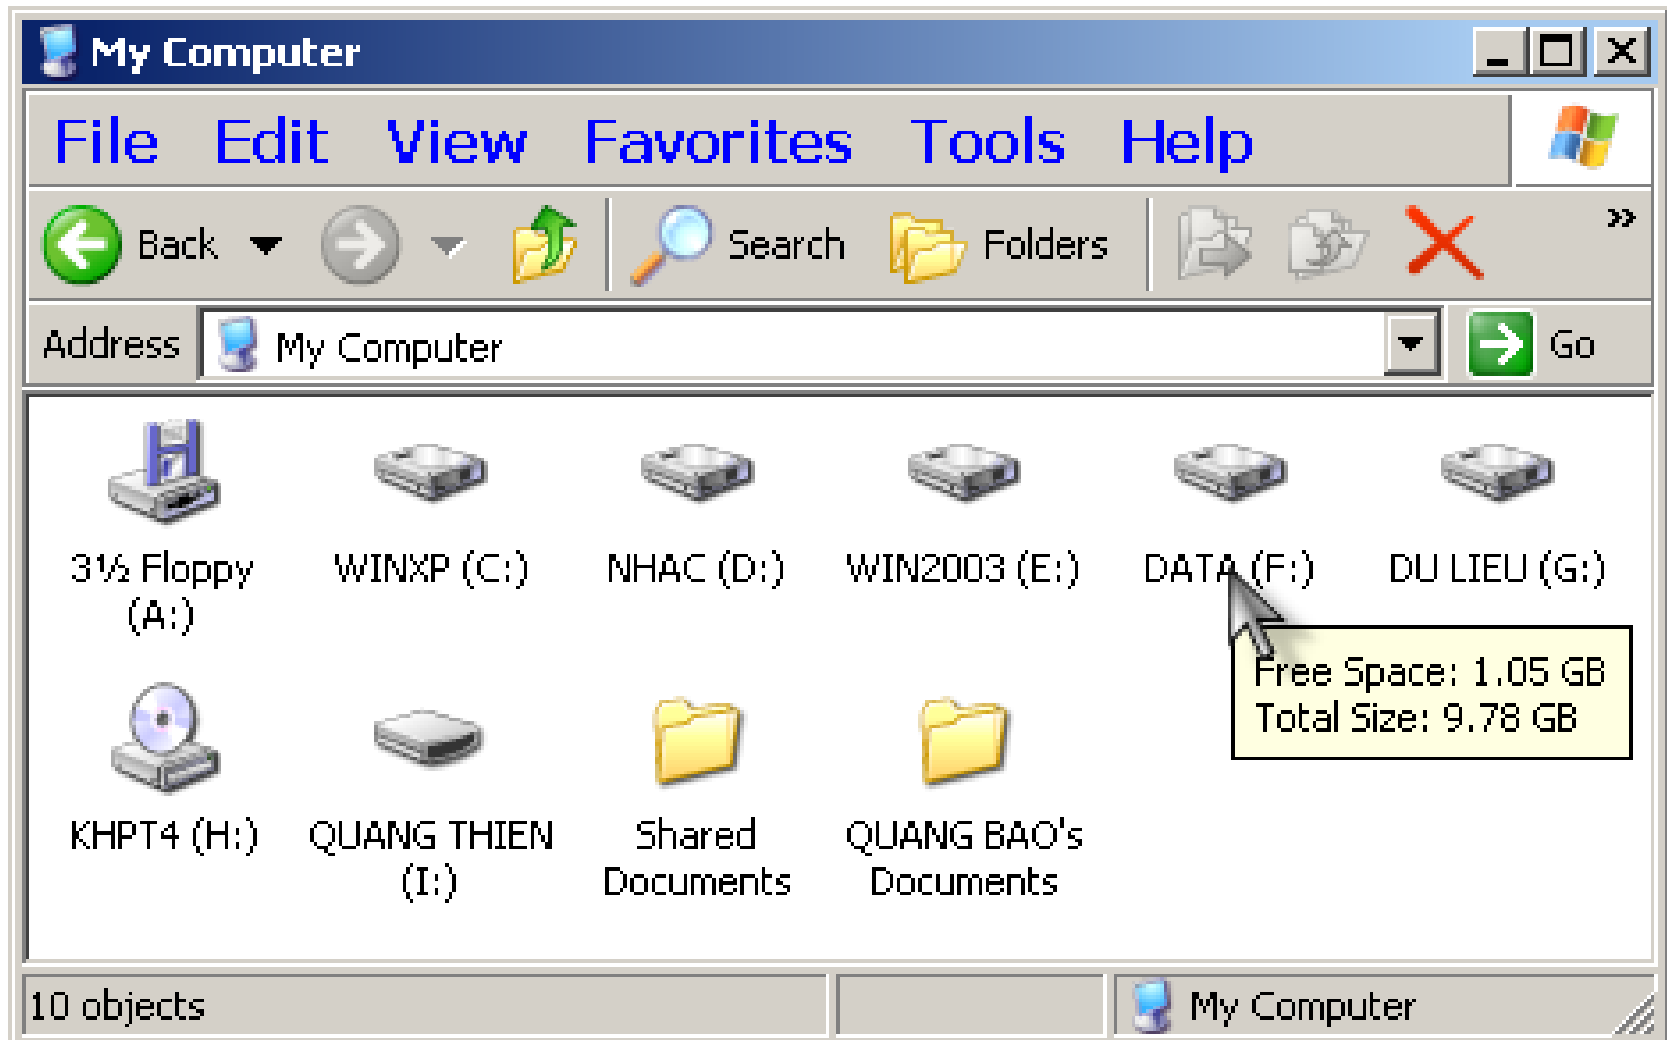 My Computer
File Edit View Favorites Tools Help
Back Search Folders »
Address My Computer Go
3½ Floppy (A:)
WINXP (C:)
NHAC (D:)
WIN2003 (E:)
DATA (F:)
DU LIEU (G:)
Free Space: 1.05 GB
Total Size: 9.78 GB
KHPT4 (H:)
QUANG THIEN (I:)
Shared Documents
QUANG BAO's Documents
10 objects My Computer